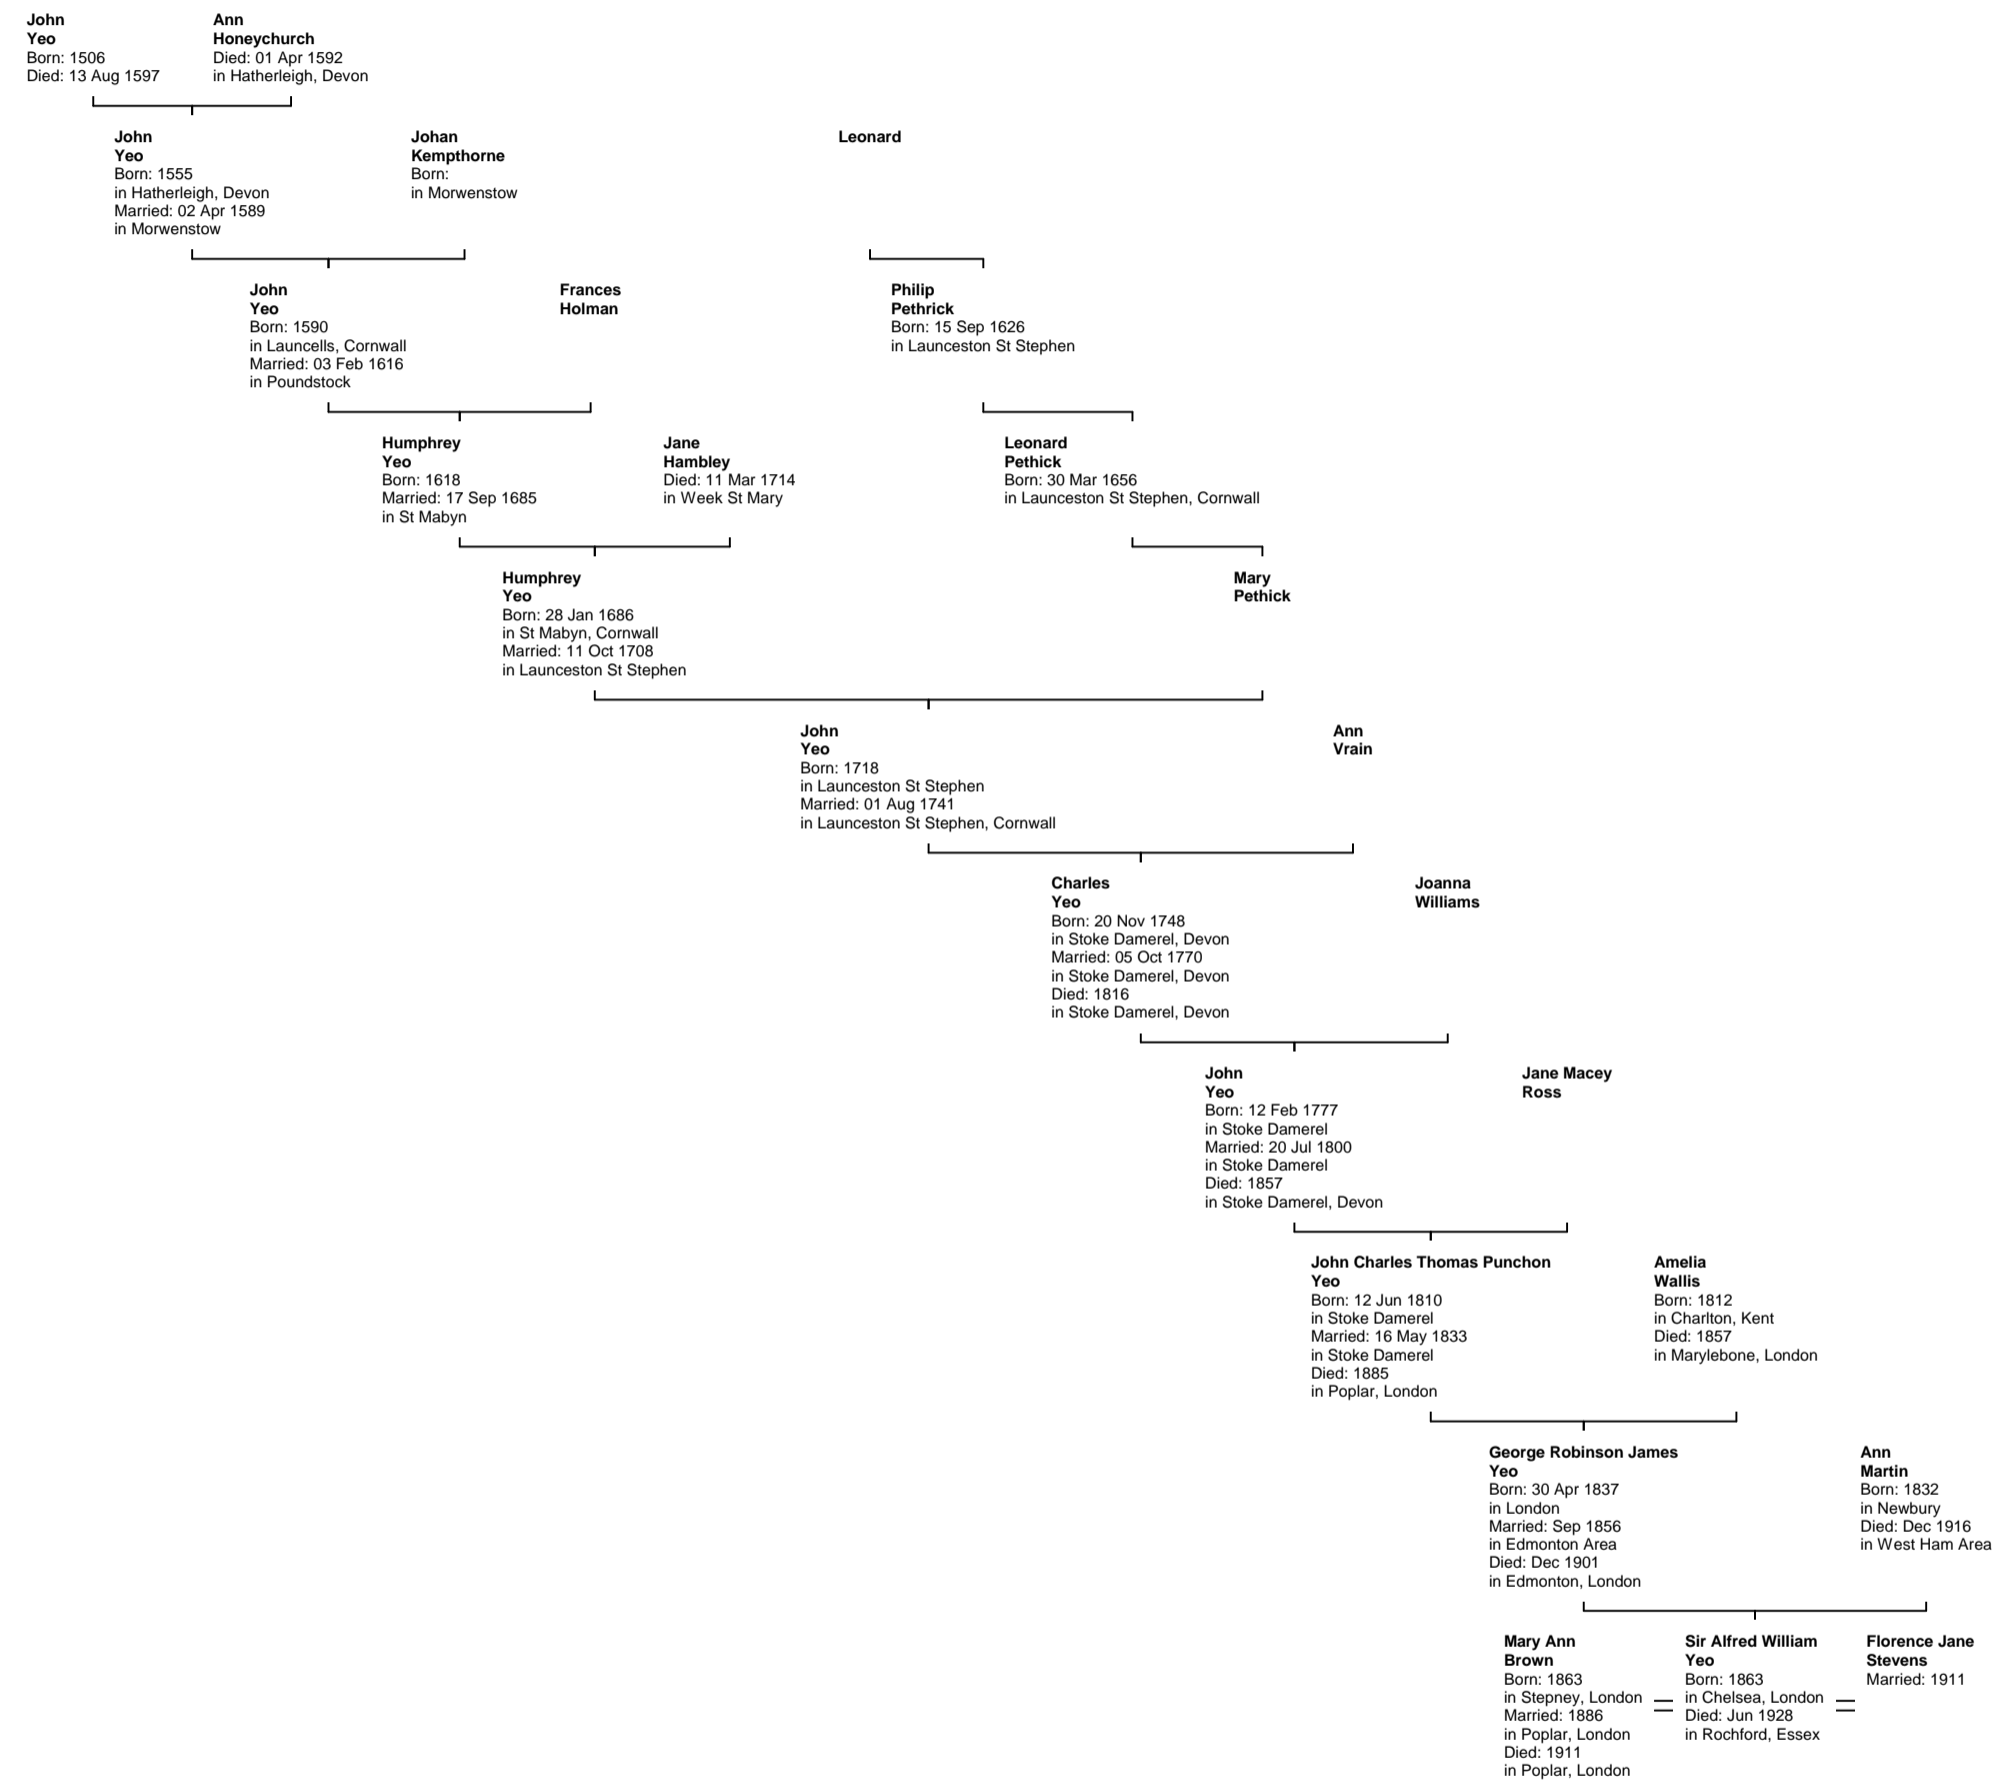 John
Yeo
Born: 1506
Died: 13 Aug 1597
Ann
Honeychurch
Died: 01 Apr 1592
in Hatherleigh, Devon
John
Yeo
Born: 1555
in Hatherleigh, Devon
Married: 02 Apr 1589
in Morwenstow
Johan
Kempthorne
Born:
in Morwenstow
Leonard
John
Yeo
Born: 1590
in Launcells, Cornwall
Married: 03 Feb 1616
in Poundstock
Frances
Holman
Philip
Pethrick
Born: 15 Sep 1626
in Launceston St Stephen
Humphrey
Yeo
Born: 1618
Married: 17 Sep 1685
in St Mabyn
Jane
Hambley
Died: 11 Mar 1714
in Week St Mary
Leonard
Pethick
Born: 30 Mar 1656
in Launceston St Stephen, Cornwall
Humphrey
Yeo
Born: 28 Jan 1686
in St Mabyn, Cornwall
Married: 11 Oct 1708
in Launceston St Stephen
Mary
Pethick
John
Yeo
Born: 1718
in Launceston St Stephen
Married: 01 Aug 1741
in Launceston St Stephen, Cornwall
Ann
Vrain
Charles
Yeo
Born: 20 Nov 1748
in Stoke Damerel, Devon
Married: 05 Oct 1770
in Stoke Damerel, Devon
Died: 1816
in Stoke Damerel, Devon
Joanna
Williams
John
Yeo
Born: 12 Feb 1777
in Stoke Damerel
Married: 20 Jul 1800
in Stoke Damerel
Died: 1857
in Stoke Damerel, Devon
Jane Macey
Ross
John Charles Thomas Punchon
Yeo
Born: 12 Jun 1810
in Stoke Damerel
Married: 16 May 1833
in Stoke Damerel
Died: 1885
in Poplar, London
Amelia
Wallis
Born: 1812
in Charlton, Kent
Died: 1857
in Marylebone, London
George Robinson James
Yeo
Born: 30 Apr 1837
in London
Married: Sep 1856
in Edmonton Area
Died: Dec 1901
in Edmonton, London
Ann
Martin
Born: 1832
in Newbury
Died: Dec 1916
in West Ham Area
Mary Ann
Brown
Born: 1863
in Stepney, London
Married: 1886
in Poplar, London
Died: 1911
in Poplar, London
Sir Alfred William
Yeo
Born: 1863
in Chelsea, London
Died: Jun 1928
in Rochford, Essex
Florence Jane
Stevens
Married: 1911